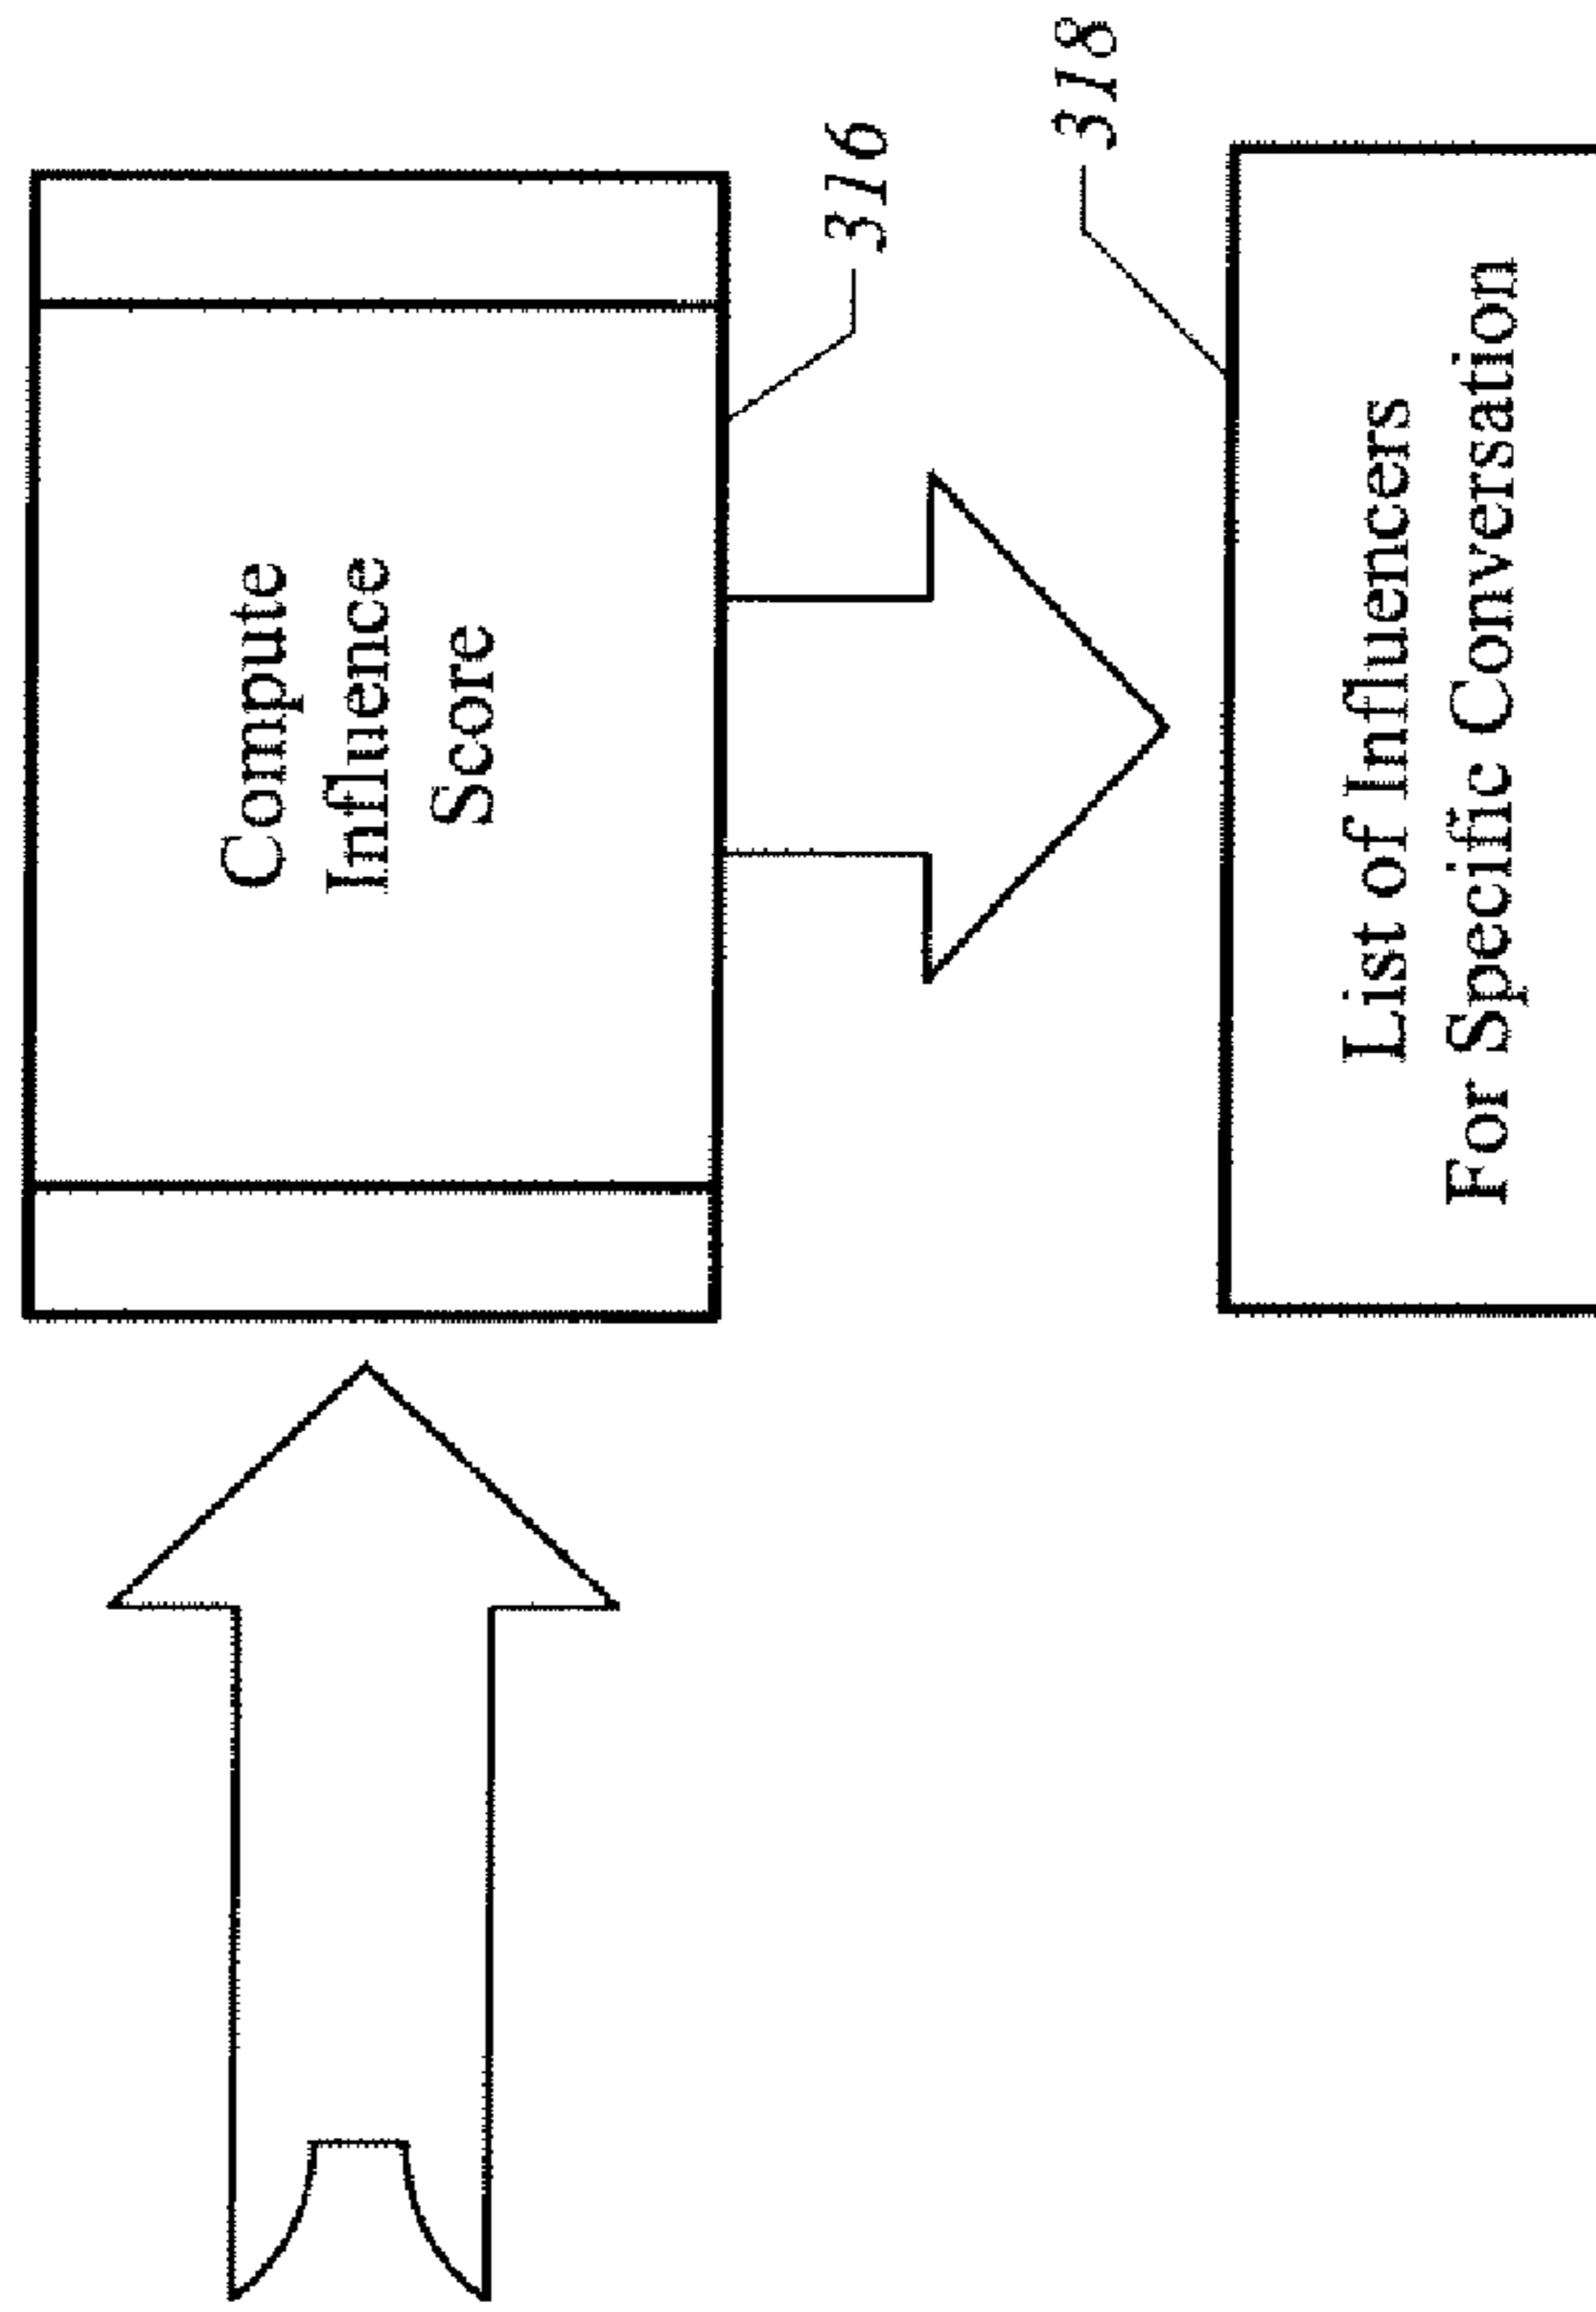 Compute
Influence
Score
316
318
List of Influencers
For Specific Conversation